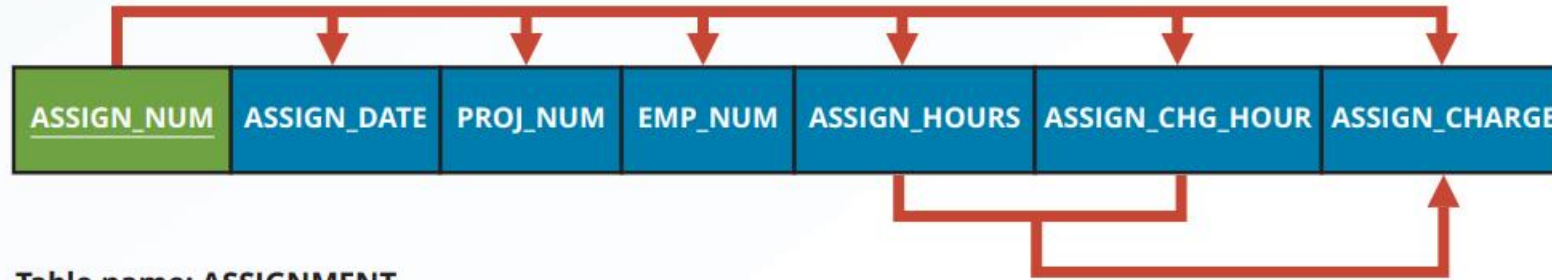 ASSIGN_NUM ASSIGN_DATE PROJ_NUM EMP_NUM ASSIGN_HOURS ASSIGN_CHG_HOUR ASSIGN_CHARGE
Table name: ASSIGNMENT